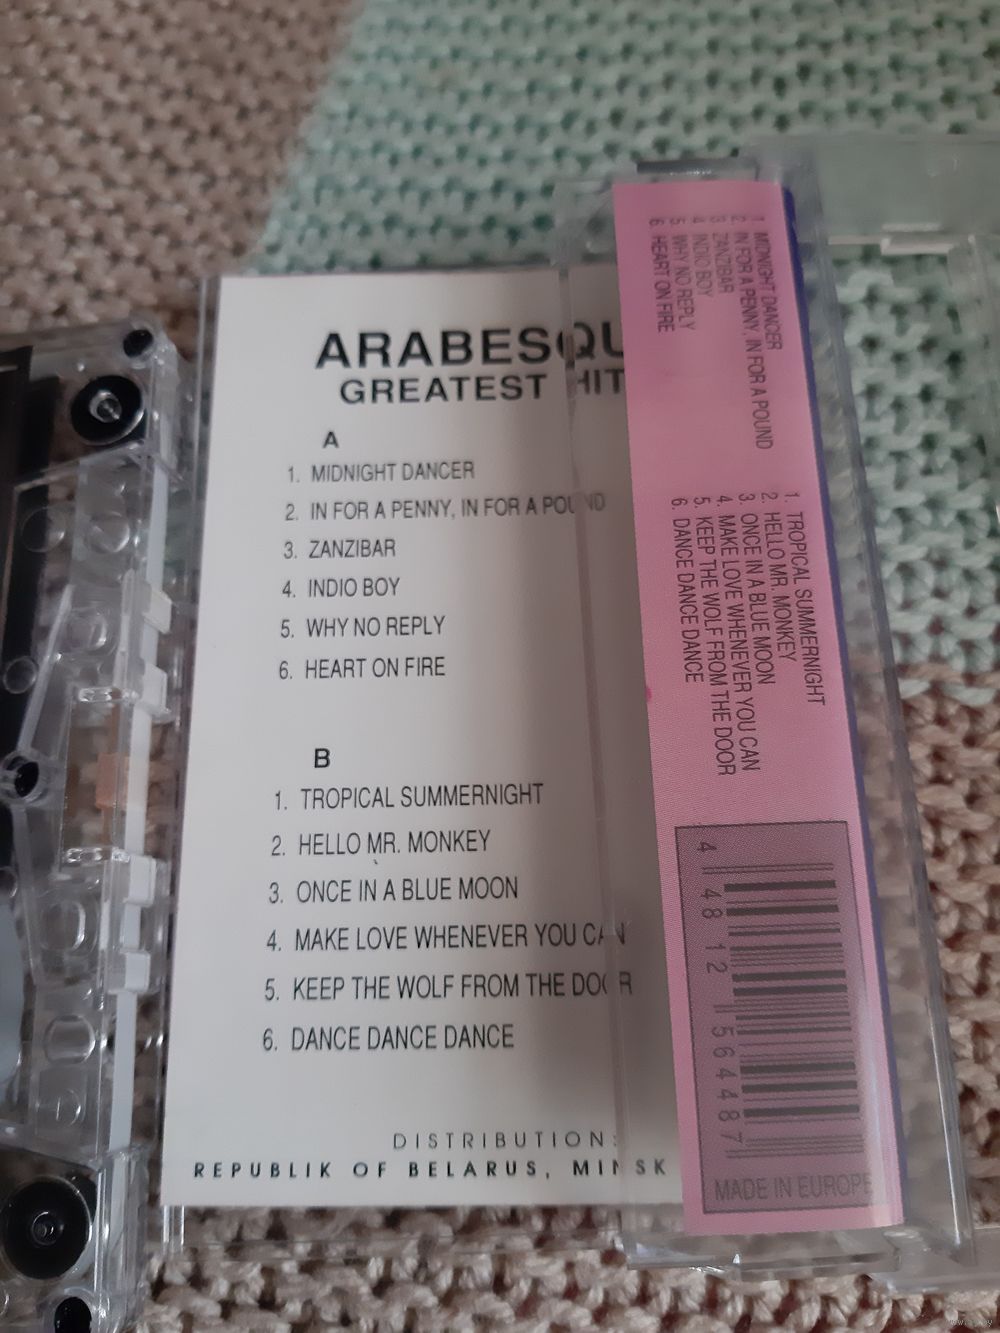 ARABESQU
GREATEST HIT
A
1. MIDNIGHT DANCER
2. IN FOR A PENNY, IN FOR A POUND
3. ZANZIBAR
4. INDIO BOY
5. WHY NO REPLY
6. HEART ON FIRE
B
1. TROPICAL SUMMERNIGHT
2. HELLO MR. MONKEY
3. ONCE IN A BLUE MOON
4. MAKE LOVE WHENEVER YOU CAN
5. KEEP THE WOLF FROM THE DOOR
6. DANCE DANCE DANCE
DISTRIBUTION:
REPUBLIK OF BELARUS, MINSK
1. MIDNIGHT DANCER
2. IN FOR A PENNY, IN FOR A POUND
3. ZANZIBAR
4. INDIO BOY
5. WHY NO REPLY
6. HEART ON FIRE
1. TROPICAL SUMMERNIGHT
2. HELLO MR. MONKEY
3. ONCE IN A BLUE MOON
4. MAKE LOVE WHENEVER YOU CAN
5. KEEP THE WOLF FROM THE DOOR
6. DANCE DANCE DANCE
4 4812 564487
MADE IN EUROPE